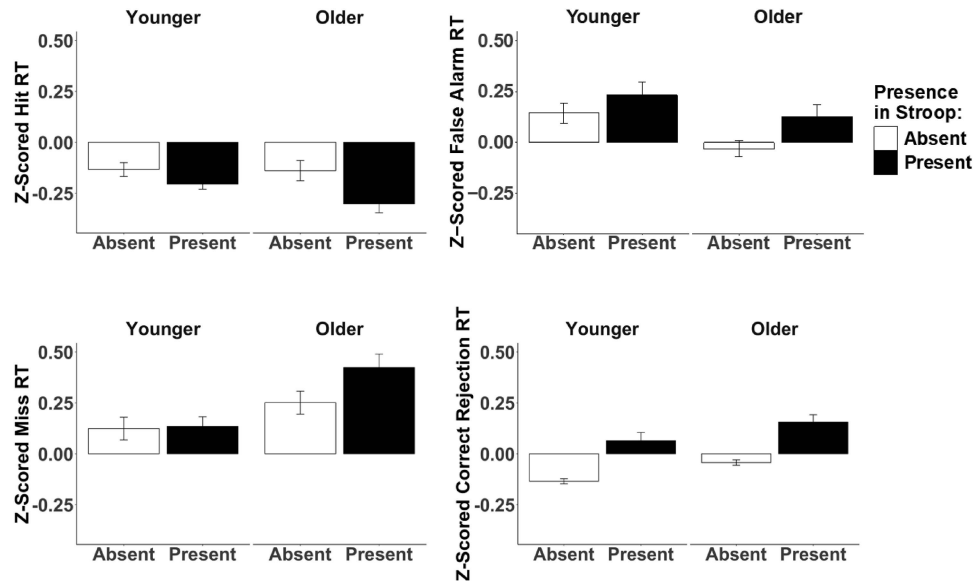 Younger Older
Z-Scored Hit RT
0.50
0.25
0.00
-0.25
Absent Present Absent Present
Younger Older
Z−Scored False Alarm RT
0.50
0.25
0.00
−0.25
Absent Present Absent Present
Presence
in Stroop:
Absent
Present
Younger Older
Z-Scored Miss RT
0.50
0.25
0.00
-0.25
Absent Present Absent Present
Younger Older
Z-Scored Correct Rejection RT
0.50
0.25
0.00
-0.25
Absent Present Absent Present